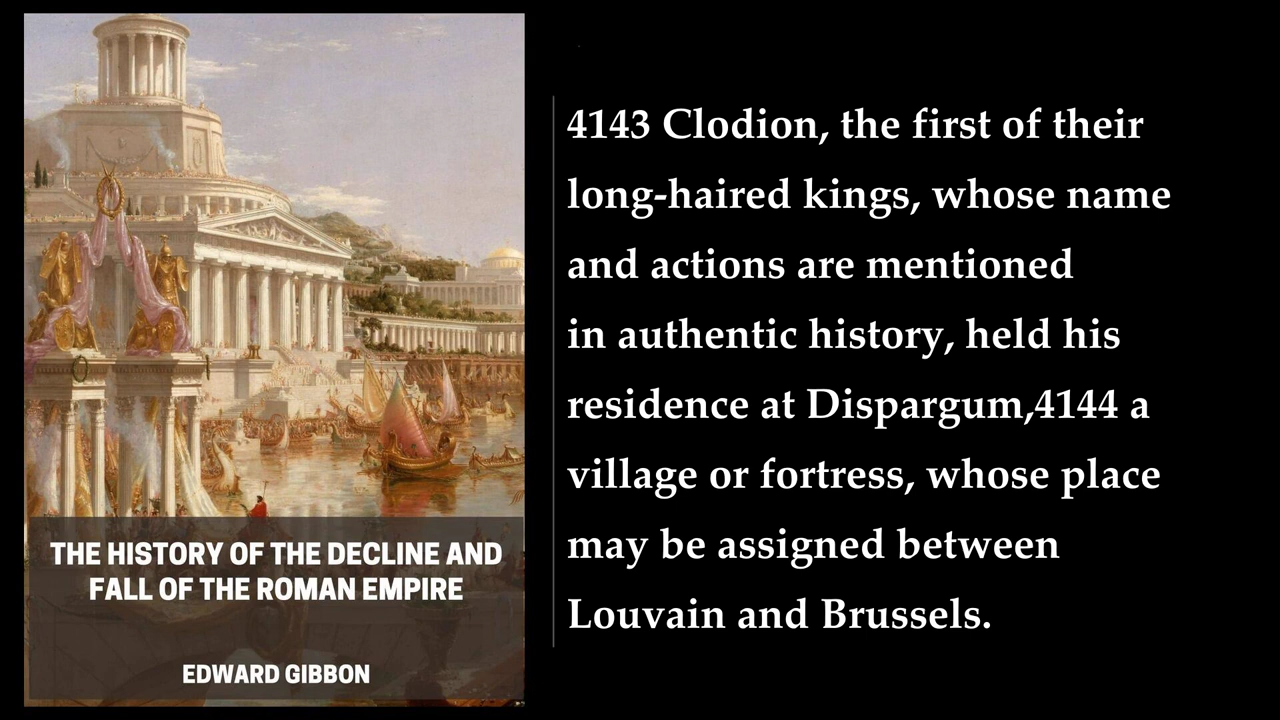 THE HISTORY OF THE DECLINE AND
FALL OF THE ROMAN EMPIRE
EDWARD GIBBON
4143 Clodion, the first of their
long-haired kings, whose name
and actions are mentioned
in authentic history, held his
residence at Dispargum,4144 a
village or fortress, whose place
may be assigned between
Louvain and Brussels.